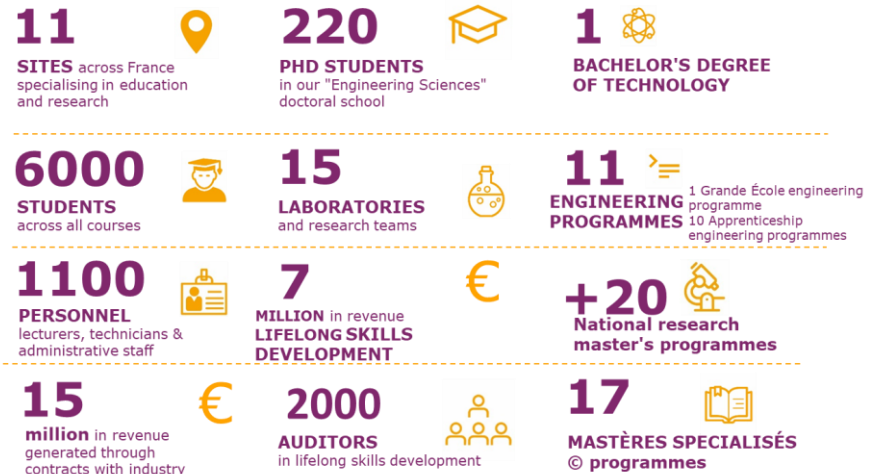 11
SITES across France
specialising in education
and research
220
PHD STUDENTS
in our "Engineering Sciences"
doctoral school
1
BACHELOR'S DEGREE
OF TECHNOLOGY
6000
STUDENTS
across all courses
15
LABORATORIES
and research teams
11
ENGINEERING
PROGRAMMES
1 Grande École engineering
programme
10 Apprenticeship
engineering programmes
1100
PERSONNEL
lecturers, technicians &
administrative staff
7
€
MILLION in revenue
LIFELONG SKILLS
DEVELOPMENT
+20
National research
master's programmes
15
€
million in revenue
generated through
contracts with industry
2000
AUDITORS
in lifelong skills development
17
MASTÈRES SPECIALISÉS
© programmes